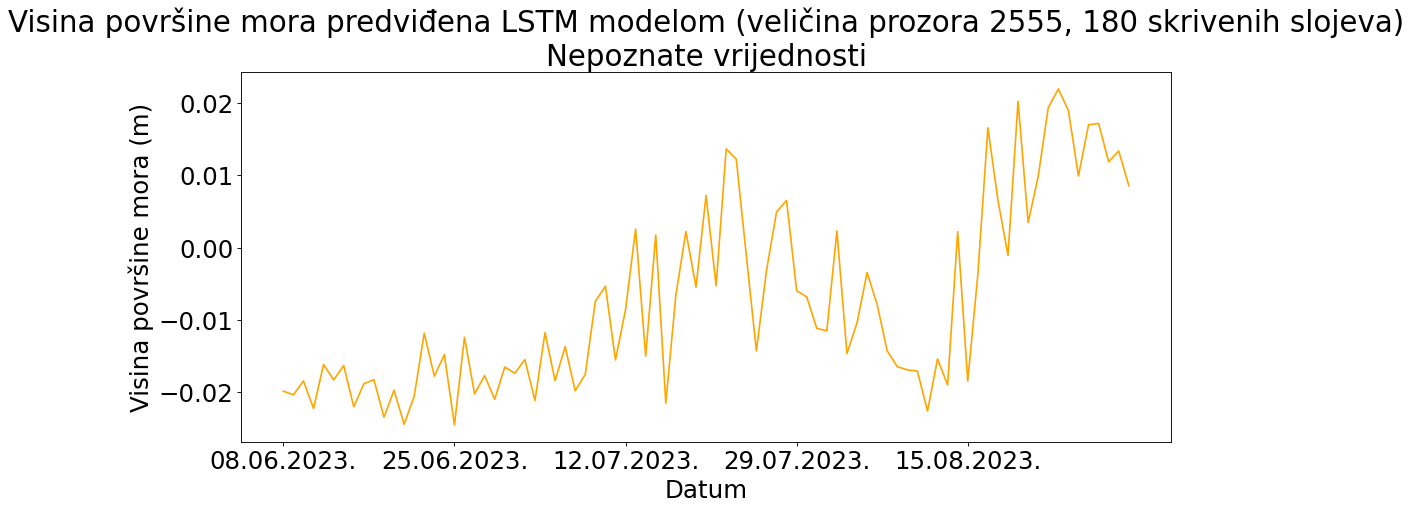 Visina površine mora predviđena LSTM modelom (veličina prozora 2555, 180 skrivenih slojeva)
Nepoznate vrijednosti
Visina površine mora (m)
0.02
0.01
0.00
−0.01
−0.02
08.06.2023. 25.06.2023. 12.07.2023. 29.07.2023. 15.08.2023.
Datum